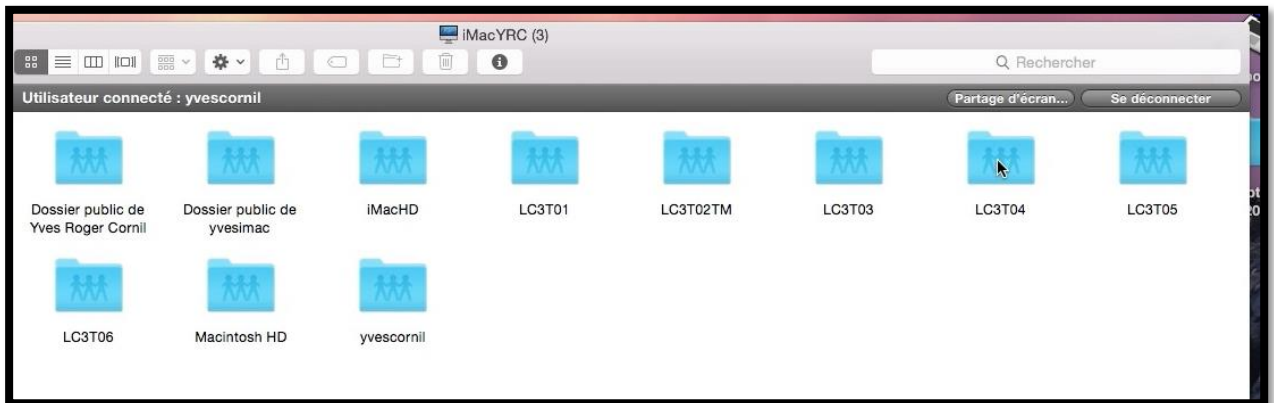 iMacYRC (3)
Rechercher
Utilisateur connecté : yvescornil
Partage d'écran...
Se déconnecter
Dossier public de
Yves Roger Cornil
Dossier public de
yvesimac
iMacHD
LC3T01
LC3T02TM
LC3T03
LC3T04
LC3T05
LC3T06
Macintosh HD
yvescornil